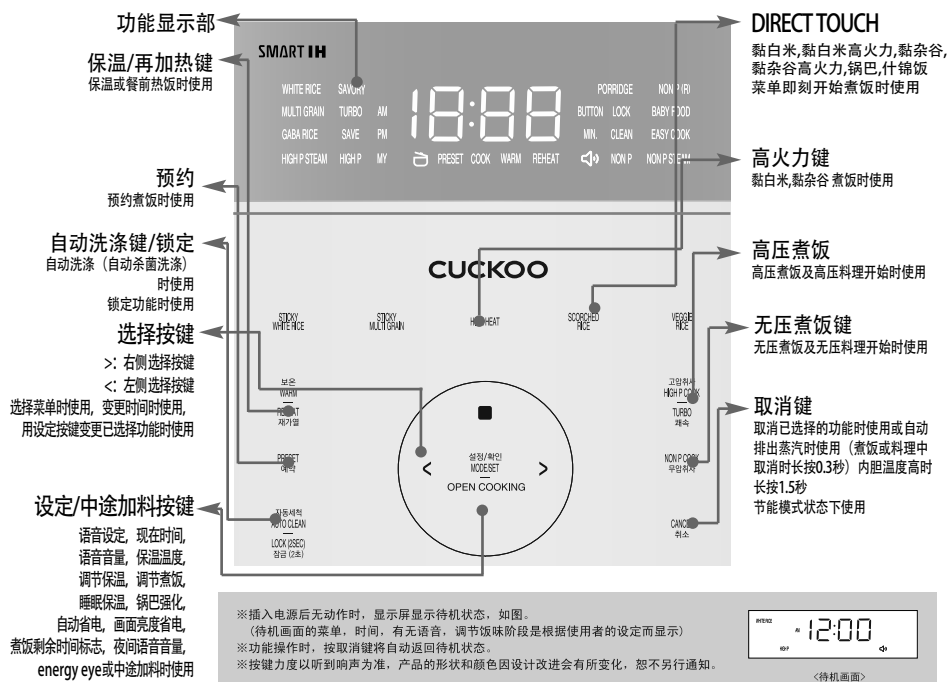 功能显示部
保温/再加热键
保温或餐前热饭时使用
预约
预约煮饭时使用
自动洗涤键/锁定
自动洗涤（自动杀菌洗涤）
时使用
锁定功能时使用
选择按键
>：右侧选择按键
<：左侧选择按键
选择菜单时使用，变更时间时使用，
用设定按键变更已选择功能时使用
设定/中途加料按键
语音设定，现在时间，
语音音量，保温温度，
调节保温，调节煮饭，
睡眠保温，锅巴强化，
自动省电，画面亮度省电，
煮饭剩余时间标志，夜间语音音量，
energy eye或中途加料时使用
SMART IH
WHITE RICE SAVORY
MULTI GRAIN TURBO AM
GABA RICE SAVE PM
HIGH P STEAM HIGH P MY
18:88
PRESET COOK WARM REHEAT
PORRIDGE NON P (R)
BUTTON LOCK BABY FOOD
MIN. CLEAN EASY COOK
NON P NON P STEAM
CUCKOO
STICKY
WHITE RICE
STICKY
MULTI GRAIN
HIGH HEAT
SCORCHED
RICE
VEGGIE
RICE
보온
WARM
REHEAT
재가열
PRESET
예약
자동세척
AUTO CLEAN
LOCK (2SEC)
잠금 (2초)
< 설정/확인 >
MODE/SET
OPEN COOKING
고압취사
HIGH P COOK
TURBO
쾌속
NON P COOK
무압취사
CANCEL
취소
DIRECT TOUCH
黏白米,黏白米高火力,黏杂谷,
黏杂谷高火力,锅巴,什锦饭
菜单即刻开始煮饭时使用
高火力键
黏白米,黏杂谷 煮饭时使用
高压煮饭
高压煮饭及高压料理开始时使用
无压煮饭键
无压煮饭及无压料理开始时使用
取消键
取消已选择的功能时使用或自动
排出蒸汽时使用（煮饭或料理中
取消时长按0.3秒）内胆温度高时
长按1.5秒
节能模式状态下使用
※插入电源后无动作时，显示屏显示待机状态，如图。
（待机画面的菜单，时间，有无语音，调节饭味阶段是根据使用者的设定而显示）
※功能操作时，按取消键将自动返回待机状态。
※按键力度以听到响声为准，产品的形状和颜色因设计改进会有所变化，恕不另行通知。
WHITE RICE
AM 12:00
HIGH P
<待机画面>